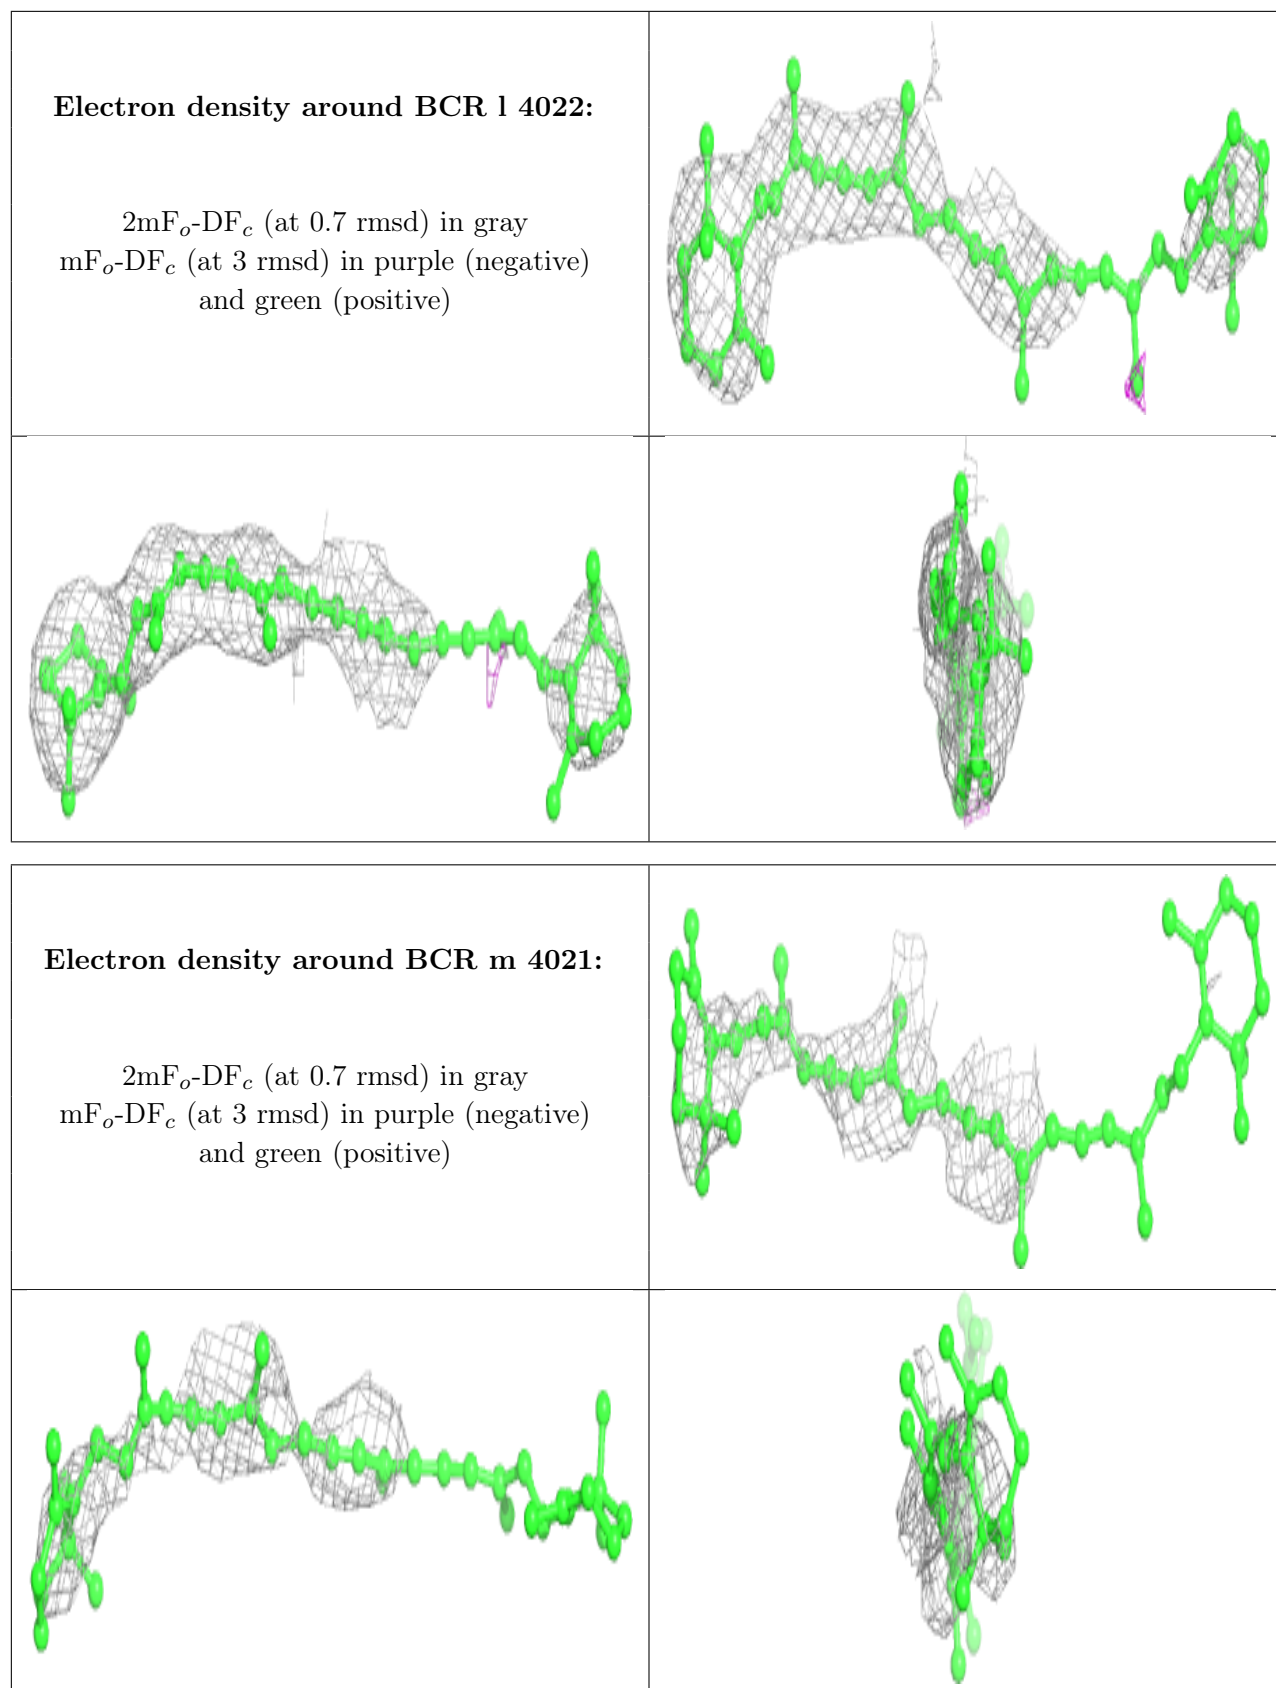 Electron density around BCR l 4022:
2mFo-DFc (at 0.7 rmsd) in gray
mFo-DFc (at 3 rmsd) in purple (negative)
and green (positive)
Electron density around BCR m 4021:
2mFo-DFc (at 0.7 rmsd) in gray
mFo-DFc (at 3 rmsd) in purple (negative)
and green (positive)